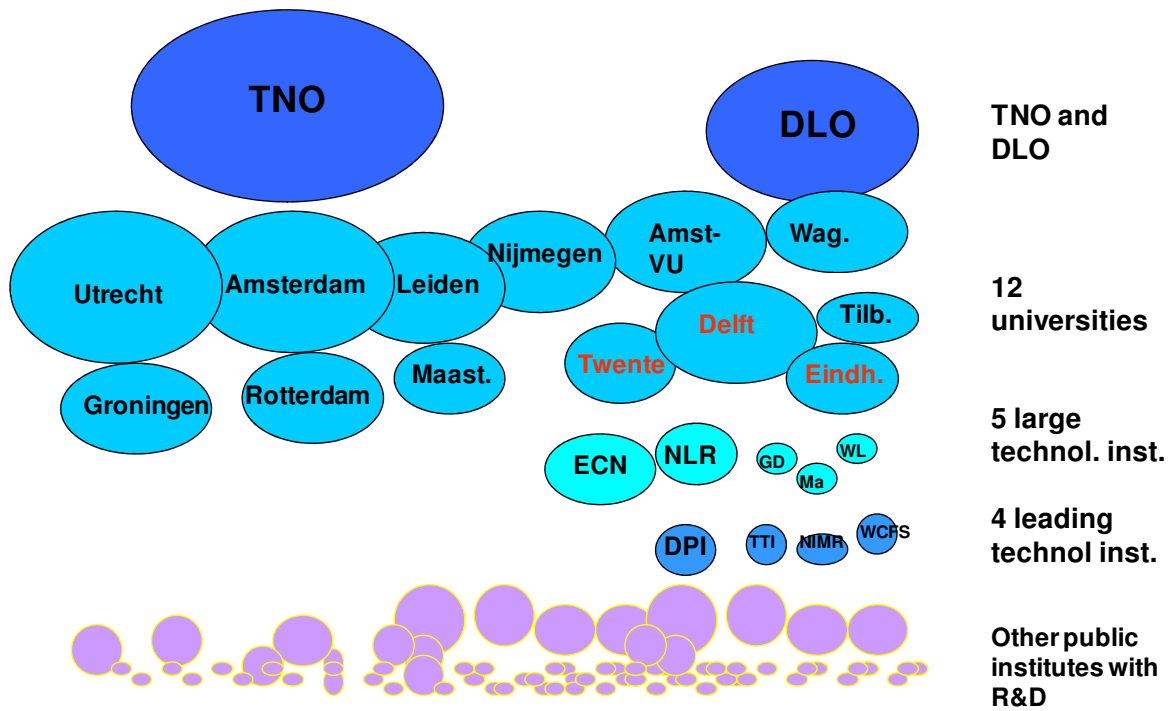 TNO
DLO
TNO and
DLO
Utrecht
Amsterdam
Leiden
Nijmegen
Amst-
VU
Wag.
Delft
Tilb.
Twente
Eindh.
Groningen
Rotterdam
Maast.
12
universities
ECN
NLR
GD
Ma
WL
5 large
technol. inst.
DPI
TTI
NIMR
WCFS
4 leading
technol inst.
Other public
institutes with
R&D